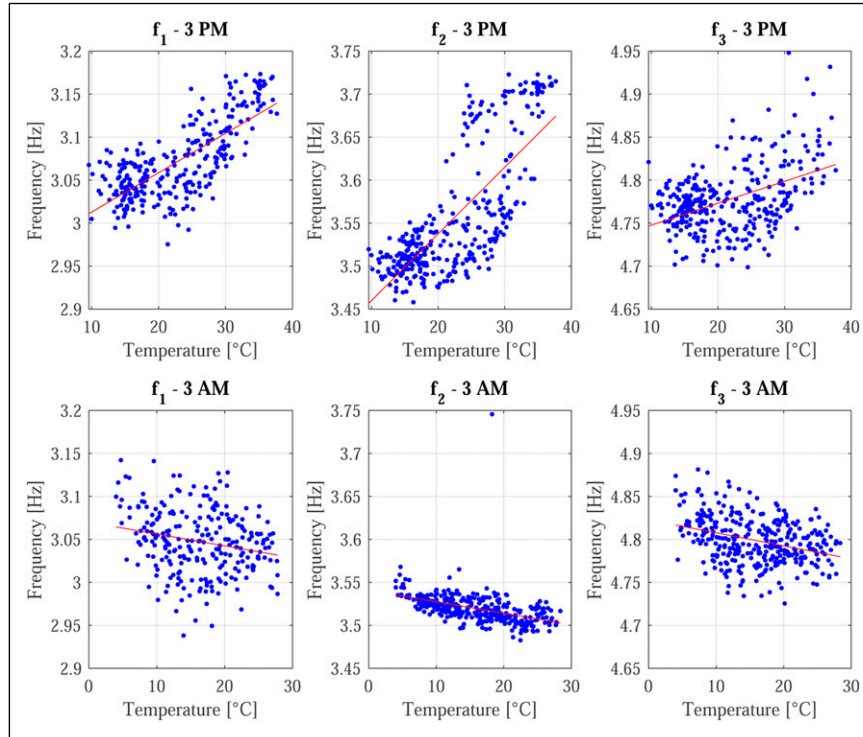 f1 - 3 PM
f2 - 3 PM
f3 - 3 PM
3.2
3.15
3.1
3.05
3
2.95
2.9
Frequency [Hz]
10 20 30 40
Temperature [°C]
3.75
3.7
3.65
3.6
3.55
3.5
3.45
Frequency [Hz]
10 20 30 40
Temperature [°C]
4.95
4.9
4.85
4.8
4.75
4.7
4.65
Frequency [Hz]
10 20 30 40
Temperature [°C]
f1 - 3 AM
f2 - 3 AM
f3 - 3 AM
3.2
3.15
3.1
3.05
3
2.95
2.9
Frequency [Hz]
0 10 20 30
Temperature [°C]
3.75
3.7
3.65
3.6
3.55
3.5
3.45
Frequency [Hz]
0 10 20 30
Temperature [°C]
4.95
4.9
4.85
4.8
4.75
4.7
4.65
Frequency [Hz]
0 10 20 30
Temperature [°C]